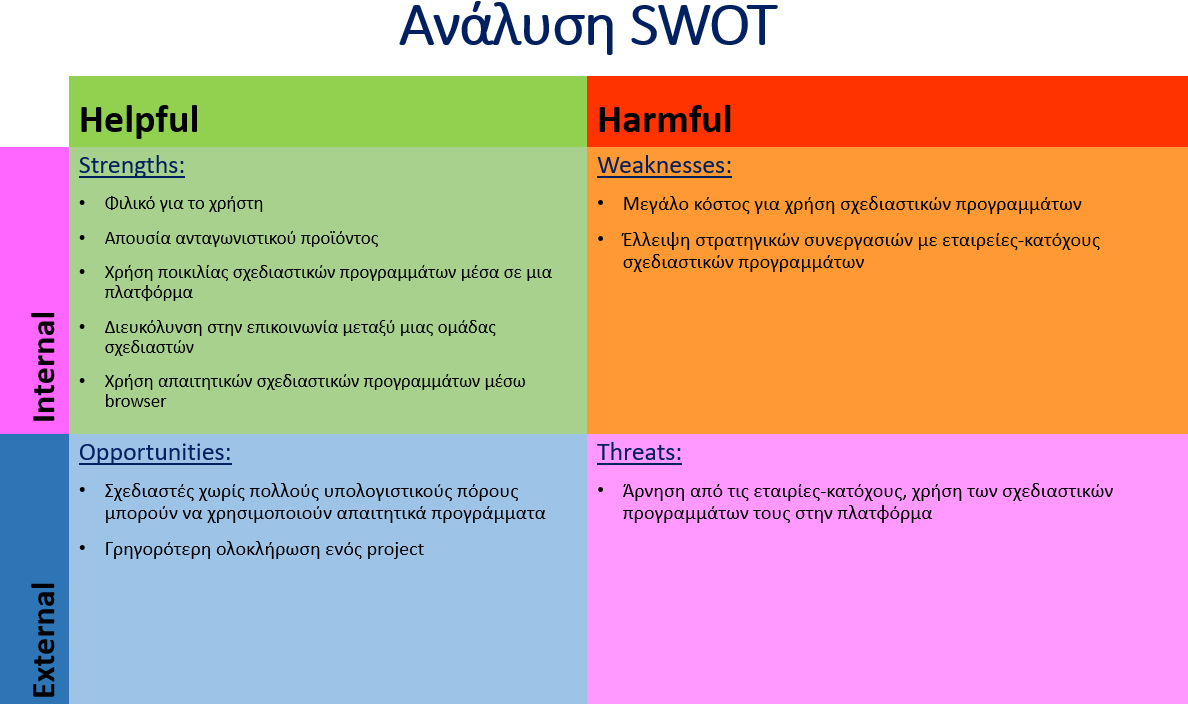 Ανάλυση SWOT
Helpful
Harmful
Internal
Strengths:
• Φιλικό για το χρήστη
• Απουσία ανταγωνιστικού προϊόντος
• Χρήση ποικιλίας σχεδιαστικών προγραμμάτων μέσα σε μια
πλατφόρμα
• Διευκόλυνση στην επικοινωνία μεταξύ μιας ομάδας
σχεδιαστών
• Χρήση απαιτητικών σχεδιαστικών προγραμμάτων μέσω
browser
Weaknesses:
• Μεγάλο κόστος για χρήση σχεδιαστικών προγραμμάτων
• Έλλειψη στρατηγικών συνεργασιών με εταιρείες-κατόχους
σχεδιαστικών προγραμμάτων
External
Opportunities:
• Σχεδιαστές χωρίς πολλούς υπολογιστικούς πόρους
μπορούν να χρησιμοποιούν απαιτητικά προγράμματα
• Γρηγορότερη ολοκλήρωση ενός project
Threats:
• Άρνηση από τις εταιρίες-κατόχους, χρήση των σχεδιαστικών
προγραμμάτων τους στην πλατφόρμα